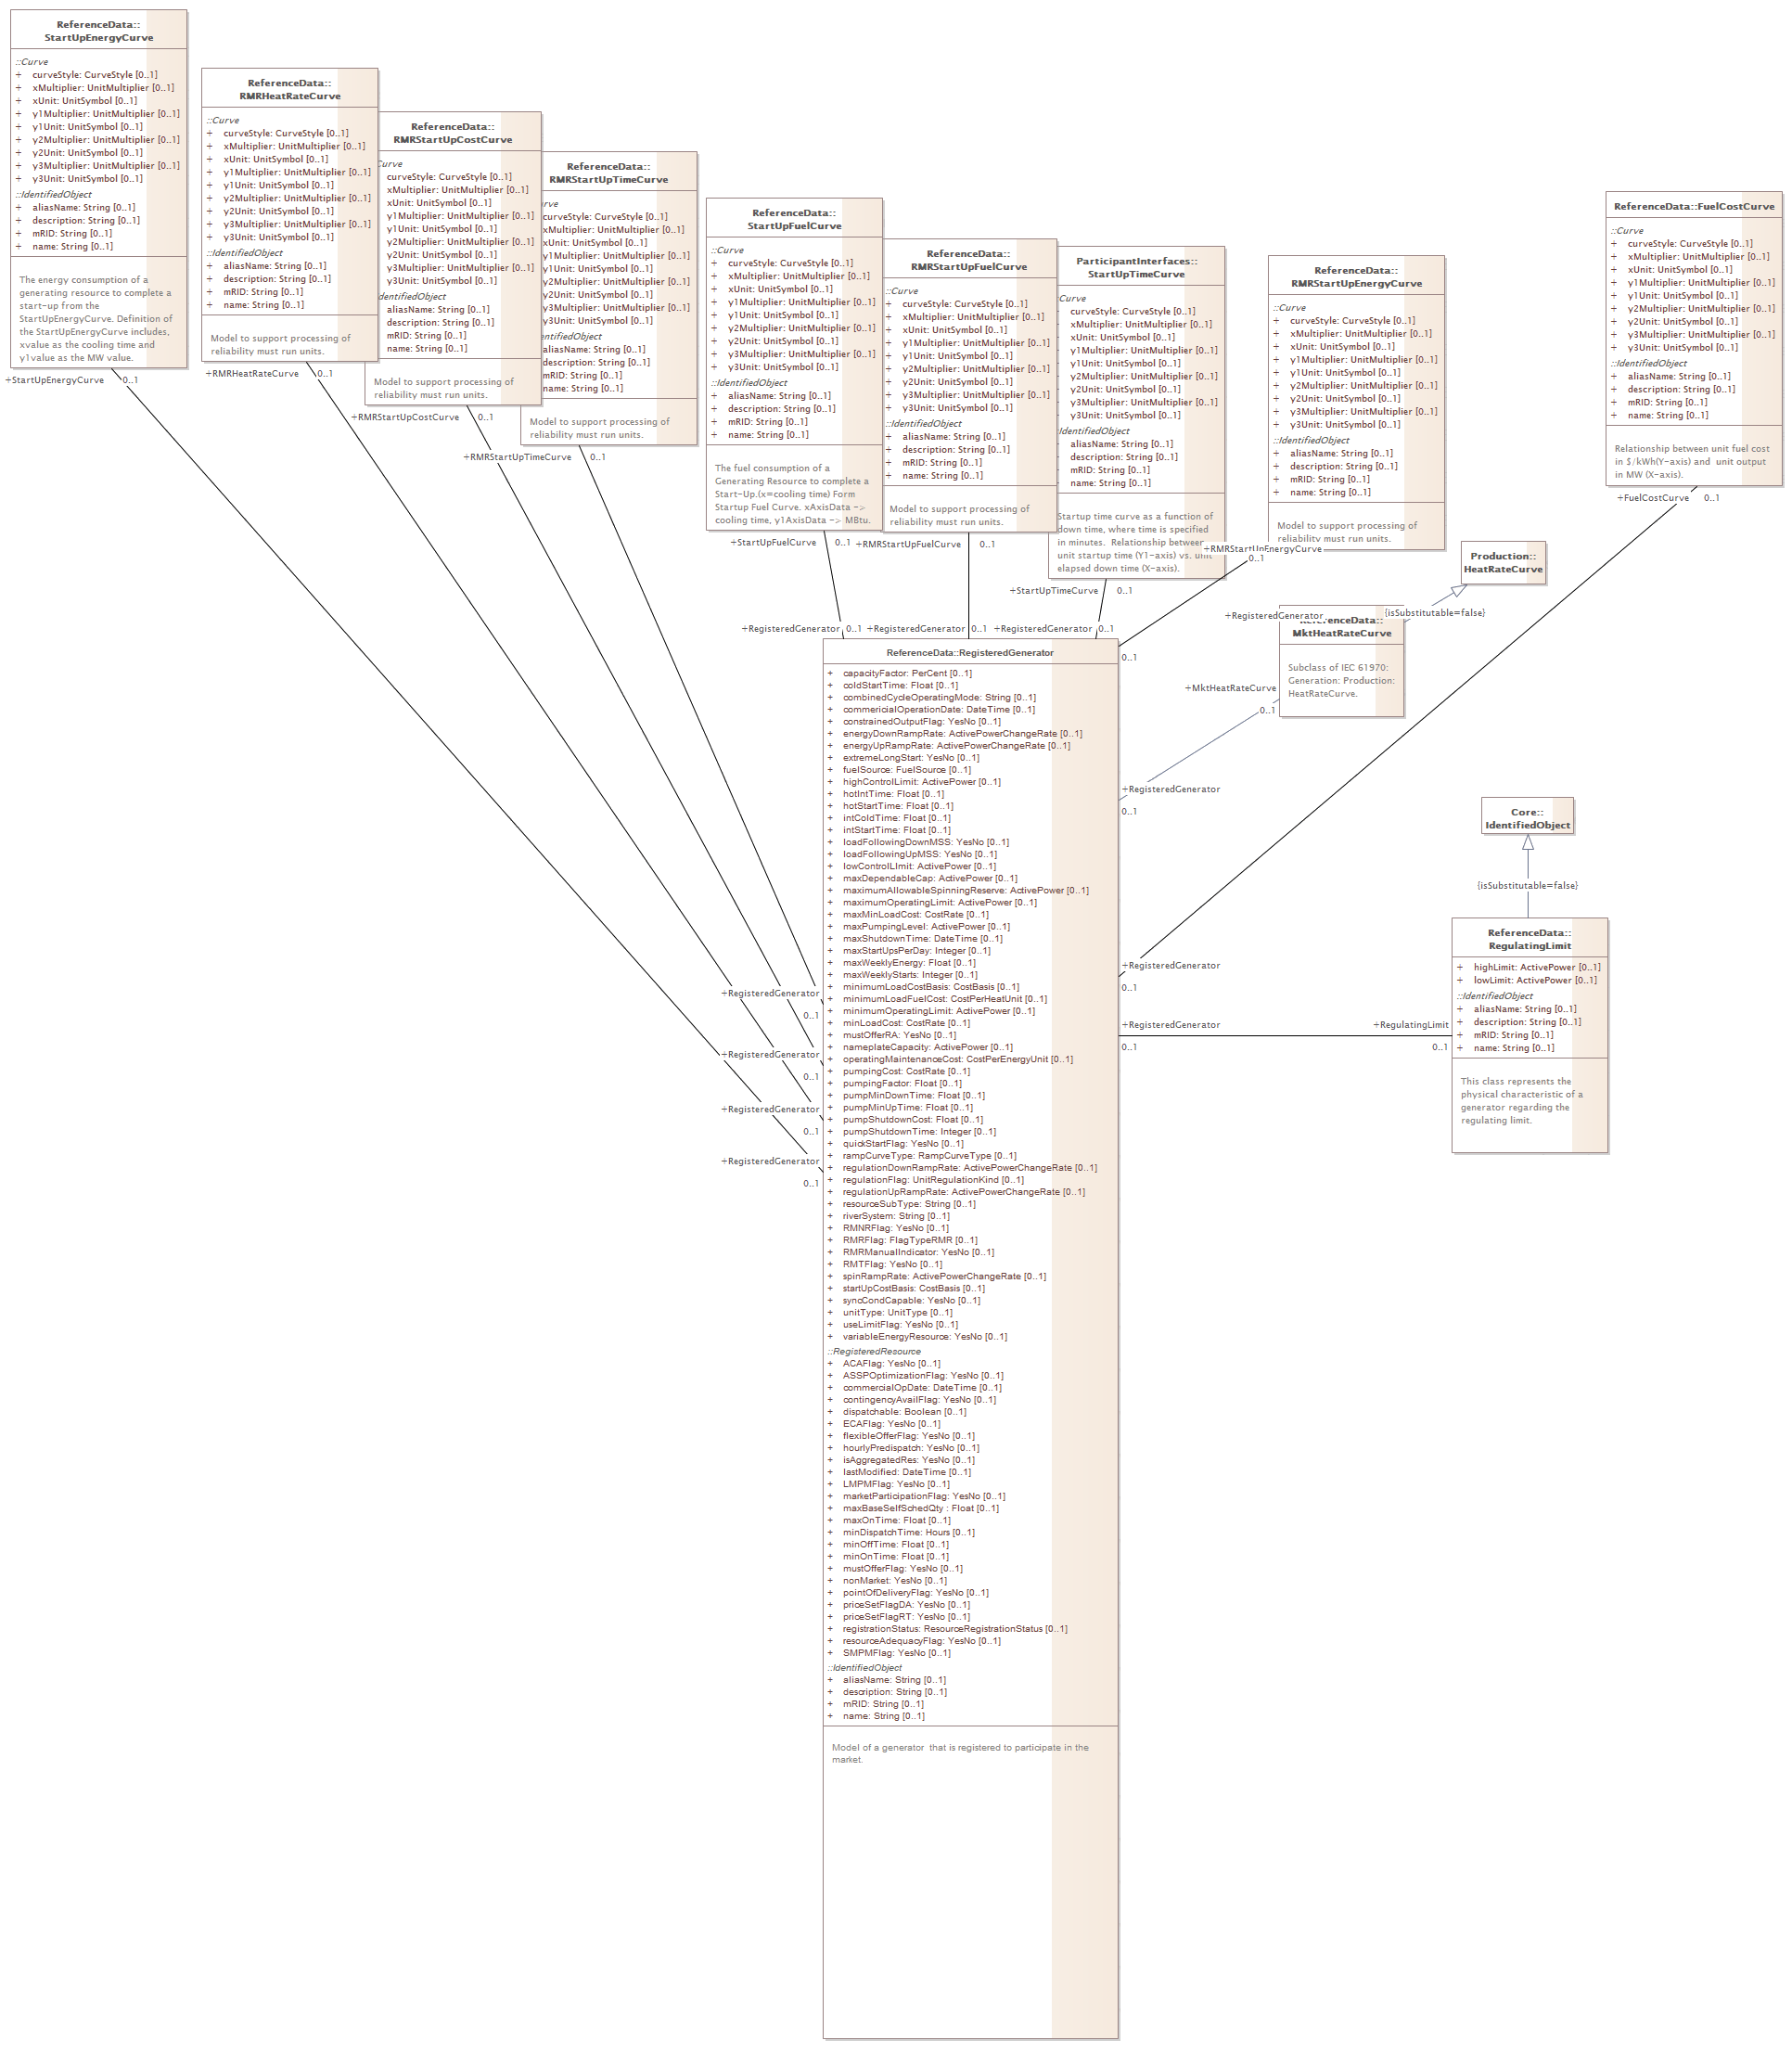 ReferenceData::
StartUpEnergyCurve
::Curve
+ curveStyle: CurveStyle [0..1]
+ xMultiplier: UnitMultiplier [0..1]
+ xUnit: UnitSymbol [0..1]
+ y1Multiplier: UnitMultiplier [0..1]
+ y1Unit: UnitSymbol [0..1]
+ y2Multiplier: UnitMultiplier [0..1]
+ y2Unit: UnitSymbol [0..1]
+ y3Multiplier: UnitMultiplier [0..1]
+ y3Unit: UnitSymbol [0..1]
::IdentifiedObject
+ aliasName: String [0..1]
+ description: String [0..1]
+ mRID: String [0..1]
+ name: String [0..1]
The energy consumption of a
generating resource to complete a
start-up from the
StartUpEnergyCurve. Definition of
the StartUpEnergyCurve includes,
xvalue as the cooling time and
y1value as the MW value.
+StartUpEnergyCurve 0..1
ReferenceData::
RMRHeatRateCurve
::Curve
+ curveStyle: CurveStyle [0..1]
+ xMultiplier: UnitMultiplier [0..1]
+ xUnit: UnitSymbol [0..1]
+ y1Multiplier: UnitMultiplier [0..1]
+ y1Unit: UnitSymbol [0..1]
+ y2Multiplier: UnitMultiplier [0..1]
+ y2Unit: UnitSymbol [0..1]
+ y3Multiplier: UnitMultiplier [0..1]
+ y3Unit: UnitSymbol [0..1]
::IdentifiedObject
+ aliasName: String [0..1]
+ description: String [0..1]
+ mRID: String [0..1]
+ name: String [0..1]
Model to support processing of
reliability must run units.
+RMRHeatRateCurve 0..1
ReferenceData::
RMRStartUpCostCurve
Curve
curveStyle: CurveStyle [0..1]
xMultiplier: UnitMultiplier [0..1]
xUnit: UnitSymbol [0..1]
y1Multiplier: UnitMultiplier [0..1]
y1Unit: UnitSymbol [0..1]
y2Multiplier: UnitMultiplier [0..1]
y2Unit: UnitSymbol [0..1]
y3Multiplier: UnitMultiplier [0..1]
y3Unit: UnitSymbol [0..1]
dentifiedObject
aliasName: String [0..1]
description: String [0..1]
mRID: String [0..1]
name: String [0..1]
Model to support processing of
reliability must run units.
+RMRStartUpCostCurve 0..1
ReferenceData::
RMRStartUpTimeCurve
rve
curveStyle: CurveStyle [0..1]
xMultiplier: UnitMultiplier [0..1]
xUnit: UnitSymbol [0..1]
y1Multiplier: UnitMultiplier [0..1]
y1Unit: UnitSymbol [0..1]
y2Multiplier: UnitMultiplier [0..1]
y2Unit: UnitSymbol [0..1]
y3Multiplier: UnitMultiplier [0..1]
y3Unit: UnitSymbol [0..1]
entifiedObject
aliasName: String [0..1]
description: String [0..1]
mRID: String [0..1]
name: String [0..1]
Model to support processing of
reliability must run units.
+RMRStartUpTimeCurve 0..1
ReferenceData::
StartUpFuelCurve
::Curve
+ curveStyle: CurveStyle [0..1]
+ xMultiplier: UnitMultiplier [0..1]
+ xUnit: UnitSymbol [0..1]
+ y1Multiplier: UnitMultiplier [0..1]
+ y1Unit: UnitSymbol [0..1]
+ y2Multiplier: UnitMultiplier [0..1]
+ y2Unit: UnitSymbol [0..1]
+ y3Multiplier: UnitMultiplier [0..1]
+ y3Unit: UnitSymbol [0..1]
::IdentifiedObject
+ aliasName: String [0..1]
+ description: String [0..1]
+ mRID: String [0..1]
+ name: String [0..1]
The fuel consumption of a
Generating Resource to complete a
Start-Up.(x=cooling time) Form
Startup Fuel Curve. xAxisData ->
cooling time, y1AxisData -> MBtu.
+StartUpFuelCurve 0..1
ReferenceData::
RMRStartUpFuelCurve
::Curve
+ curveStyle: CurveStyle [0..1]
+ xMultiplier: UnitMultiplier [0..1]
+ xUnit: UnitSymbol [0..1]
+ y1Multiplier: UnitMultiplier [0..1]
+ y1Unit: UnitSymbol [0..1]
+ y2Multiplier: UnitMultiplier [0..1]
+ y2Unit: UnitSymbol [0..1]
+ y3Multiplier: UnitMultiplier [0..1]
+ y3Unit: UnitSymbol [0..1]
::IdentifiedObject
+ aliasName: String [0..1]
+ description: String [0..1]
+ mRID: String [0..1]
+ name: String [0..1]
Model to support processing of
reliability must run units.
+RMRStartUpFuelCurve 0..1
ParticipantInterfaces::
StartUpTimeCurve
:Curve
curveStyle: CurveStyle [0..1]
xMultiplier: UnitMultiplier [0..1]
xUnit: UnitSymbol [0..1]
y1Multiplier: UnitMultiplier [0..1]
y1Unit: UnitSymbol [0..1]
y2Multiplier: UnitMultiplier [0..1]
y2Unit: UnitSymbol [0..1]
y3Multiplier: UnitMultiplier [0..1]
y3Unit: UnitSymbol [0..1]
:IdentifiedObject
aliasName: String [0..1]
description: String [0..1]
mRID: String [0..1]
name: String [0..1]
Startup time curve as a function of
down time, where time is specified
in minutes. Relationship between
unit startup time (Y1-axis) vs. unit
elapsed down time (X-axis).
+StartUpTimeCurve 0..1
ReferenceData::
RMRStartUpEnergyCurve
::Curve
+ curveStyle: CurveStyle [0..1]
+ xMultiplier: UnitMultiplier [0..1]
+ xUnit: UnitSymbol [0..1]
+ y1Multiplier: UnitMultiplier [0..1]
+ y1Unit: UnitSymbol [0..1]
+ y2Multiplier: UnitMultiplier [0..1]
+ y2Unit: UnitSymbol [0..1]
+ y3Multiplier: UnitMultiplier [0..1]
+ y3Unit: UnitSymbol [0..1]
::IdentifiedObject
+ aliasName: String [0..1]
+ description: String [0..1]
+ mRID: String [0..1]
+ name: String [0..1]
Model to support processing of
reliability must run units.
+RMRStartUpEnergyCurve
0..1
ReferenceData::FuelCostCurve
::Curve
+ curveStyle: CurveStyle [0..1]
+ xMultiplier: UnitMultiplier [0..1]
+ xUnit: UnitSymbol [0..1]
+ y1Multiplier: UnitMultiplier [0..1]
+ y1Unit: UnitSymbol [0..1]
+ y2Multiplier: UnitMultiplier [0..1]
+ y2Unit: UnitSymbol [0..1]
+ y3Multiplier: UnitMultiplier [0..1]
+ y3Unit: UnitSymbol [0..1]
::IdentifiedObject
+ aliasName: String [0..1]
+ description: String [0..1]
+ mRID: String [0..1]
+ name: String [0..1]
Relationship between unit fuel cost
in $/kWh(Y-axis) and unit output
in MW (X-axis).
+FuelCostCurve 0..1
Production::
HeatRateCurve
{isSubstitutable=false}
+RegisteredGenerator
ReferenceData::
MktHeatRateCurve
Subclass of IEC 61970:
Generation: Production:
HeatRateCurve.
+MktHeatRateCurve
0..1
+RegisteredGenerator 0..1 +RegisteredGenerator 0..1 +RegisteredGenerator 0..1
0..1
+RegisteredGenerator
0..1
Core::
IdentifiedObject
{isSubstitutable=false}
ReferenceData::
RegulatingLimit
+ highLimit: ActivePower [0..1]
+ lowLimit: ActivePower [0..1]
::IdentifiedObject
+ aliasName: String [0..1]
+ description: String [0..1]
+ mRID: String [0..1]
+ name: String [0..1]
This class represents the
physical characteristic of a
generator regarding the
regulating limit.
+RegisteredGenerator
0..1
+RegisteredGenerator +RegulatingLimit
0..1 0..1
+RegisteredGenerator
0..1
+RegisteredGenerator
0..1
+RegisteredGenerator
0..1
+RegisteredGenerator
0..1
ReferenceData::RegisteredGenerator
+ capacityFactor: PerCent [0..1]
+ coldStartTime: Float [0..1]
+ combinedCycleOperatingMode: String [0..1]
+ commericialOperationDate: DateTime [0..1]
+ constrainedOutputFlag: YesNo [0..1]
+ energyDownRampRate: ActivePowerChangeRate [0..1]
+ energyUpRampRate: ActivePowerChangeRate [0..1]
+ extremeLongStart: YesNo [0..1]
+ fuelSource: FuelSource [0..1]
+ highControlLimit: ActivePower [0..1]
+ hotIntTime: Float [0..1]
+ hotStartTime: Float [0..1]
+ intColdTime: Float [0..1]
+ intStartTime: Float [0..1]
+ loadFollowingDownMSS: YesNo [0..1]
+ loadFollowingUpMSS: YesNo [0..1]
+ lowControlLImit: ActivePower [0..1]
+ maxDependableCap: ActivePower [0..1]
+ maximumAllowableSpinningReserve: ActivePower [0..1]
+ maximumOperatingLimit: ActivePower [0..1]
+ maxMinLoadCost: CostRate [0..1]
+ maxPumpingLevel: ActivePower [0..1]
+ maxShutdownTime: DateTime [0..1]
+ maxStartUpsPerDay: Integer [0..1]
+ maxWeeklyEnergy: Float [0..1]
+ maxWeeklyStarts: Integer [0..1]
+ minimumLoadCostBasis: CostBasis [0..1]
+ minimumLoadFuelCost: CostPerHeatUnit [0..1]
+ minimumOperatingLimit: ActivePower [0..1]
+ minLoadCost: CostRate [0..1]
+ mustOfferRA: YesNo [0..1]
+ nameplateCapacity: ActivePower [0..1]
+ operatingMaintenanceCost: CostPerEnergyUnit [0..1]
+ pumpingCost: CostRate [0..1]
+ pumpingFactor: Float [0..1]
+ pumpMinDownTime: Float [0..1]
+ pumpMinUpTime: Float [0..1]
+ pumpShutdownCost: Float [0..1]
+ pumpShutdownTime: Integer [0..1]
+ quickStartFlag: YesNo [0..1]
+ rampCurveType: RampCurveType [0..1]
+ regulationDownRampRate: ActivePowerChangeRate [0..1]
+ regulationFlag: UnitRegulationKind [0..1]
+ regulationUpRampRate: ActivePowerChangeRate [0..1]
+ resourceSubType: String [0..1]
+ riverSystem: String [0..1]
+ RMNRFlag: YesNo [0..1]
+ RMRFlag: FlagTypeRMR [0..1]
+ RMRManualIndicator: YesNo [0..1]
+ RMTFlag: YesNo [0..1]
+ spinRampRate: ActivePowerChangeRate [0..1]
+ startUpCostBasis: CostBasis [0..1]
+ syncCondCapable: YesNo [0..1]
+ unitType: UnitType [0..1]
+ useLimitFlag: YesNo [0..1]
+ variableEnergyResource: YesNo [0..1]
::RegisteredResource
+ ACAFlag: YesNo [0..1]
+ ASSPOptimizationFlag: YesNo [0..1]
+ commercialOpDate: DateTime [0..1]
+ contingencyAvailFlag: YesNo [0..1]
+ dispatchable: Boolean [0..1]
+ ECAFlag: YesNo [0..1]
+ flexibleOfferFlag: YesNo [0..1]
+ hourlyPredispatch: YesNo [0..1]
+ isAggregatedRes: YesNo [0..1]
+ lastModified: DateTime [0..1]
+ LMPMFlag: YesNo [0..1]
+ marketParticipationFlag: YesNo [0..1]
+ maxBaseSelfSchedQty : Float [0..1]
+ maxOnTime: Float [0..1]
+ minDispatchTime: Hours [0..1]
+ minOffTime: Float [0..1]
+ minOnTime: Float [0..1]
+ mustOfferFlag: YesNo [0..1]
+ nonMarket: YesNo [0..1]
+ pointOfDeliveryFlag: YesNo [0..1]
+ priceSetFlagDA: YesNo [0..1]
+ priceSetFlagRT: YesNo [0..1]
+ registrationStatus: ResourceRegistrationStatus [0..1]
+ resourceAdequacyFlag: YesNo [0..1]
+ SMPMFlag: YesNo [0..1]
::IdentifiedObject
+ aliasName: String [0..1]
+ description: String [0..1]
+ mRID: String [0..1]
+ name: String [0..1]
Model of a generator that is registered to participate in the
market.